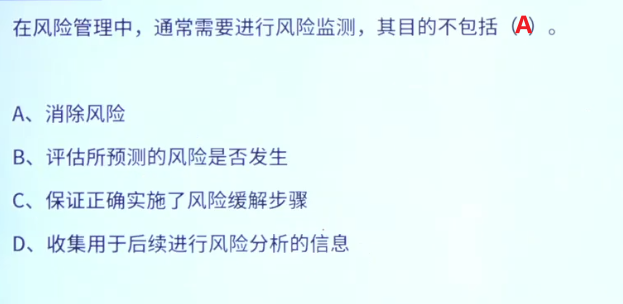 在风险管理中，通常需要进行风险监测，其目的不包括（A）。
A、消除风险
B、评估所预测的风险是否发生
C、保证正确实施了风险缓解步骤
D、收集用于后续进行风险分析的信息